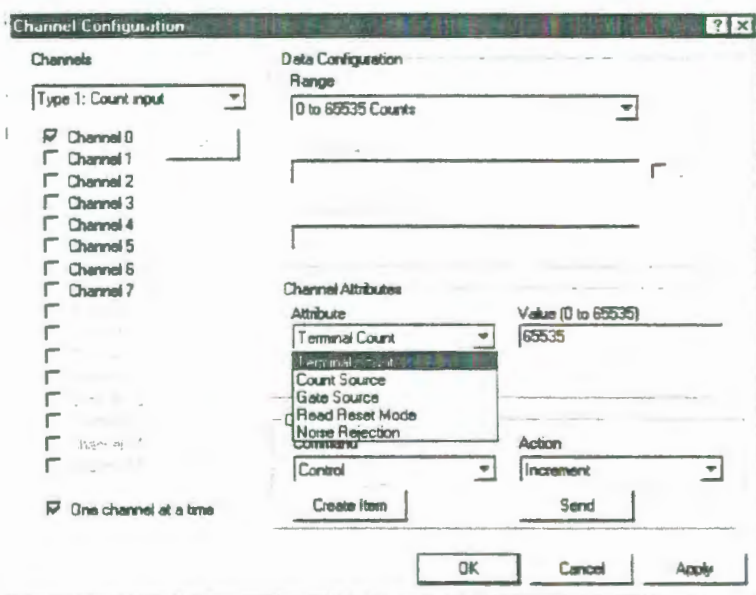 Channel Configuration
Channels
Type 1: Count input
Channel 0
Channel 1
Channel 2
Channel 3
Channel 4
Channel 5
Channel 6
Channel 7
One channel at a time
Data Configuration
Range
0 to 65535 Counts
Channel Attributes
Attribute
Terminal Count
Value (0 to 65535)
65535
Terminal Count
Count Source
Gate Source
Read Reset Mode
Noise Rejection
Command
Control
Action
Increment
Create Item
Send
OK
Cancel
Apply